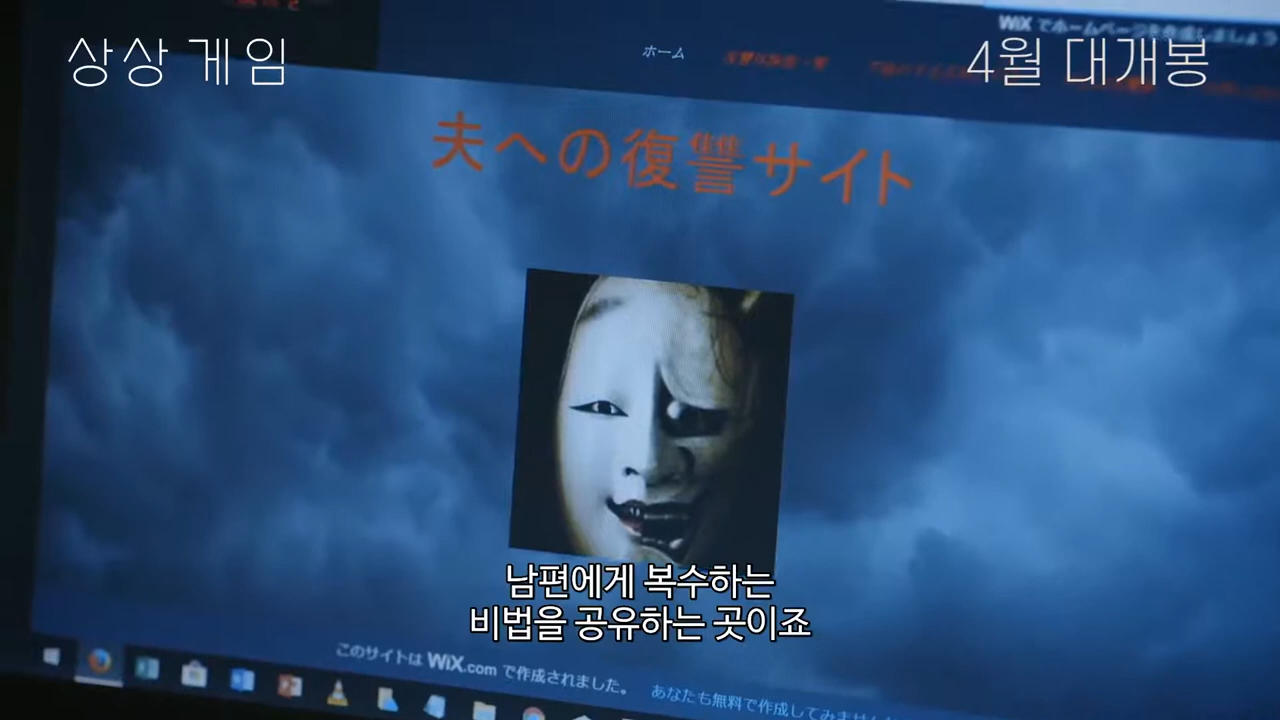 상상 게임
4월 대개봉
WiX でホームページを作成しましょう
ホーム
夫への復讐サイト
남편에게 복수하는
비법을 공유하는 곳이죠
このサイトは WiX.com で作成されました。
あなたも無料で作成してみません